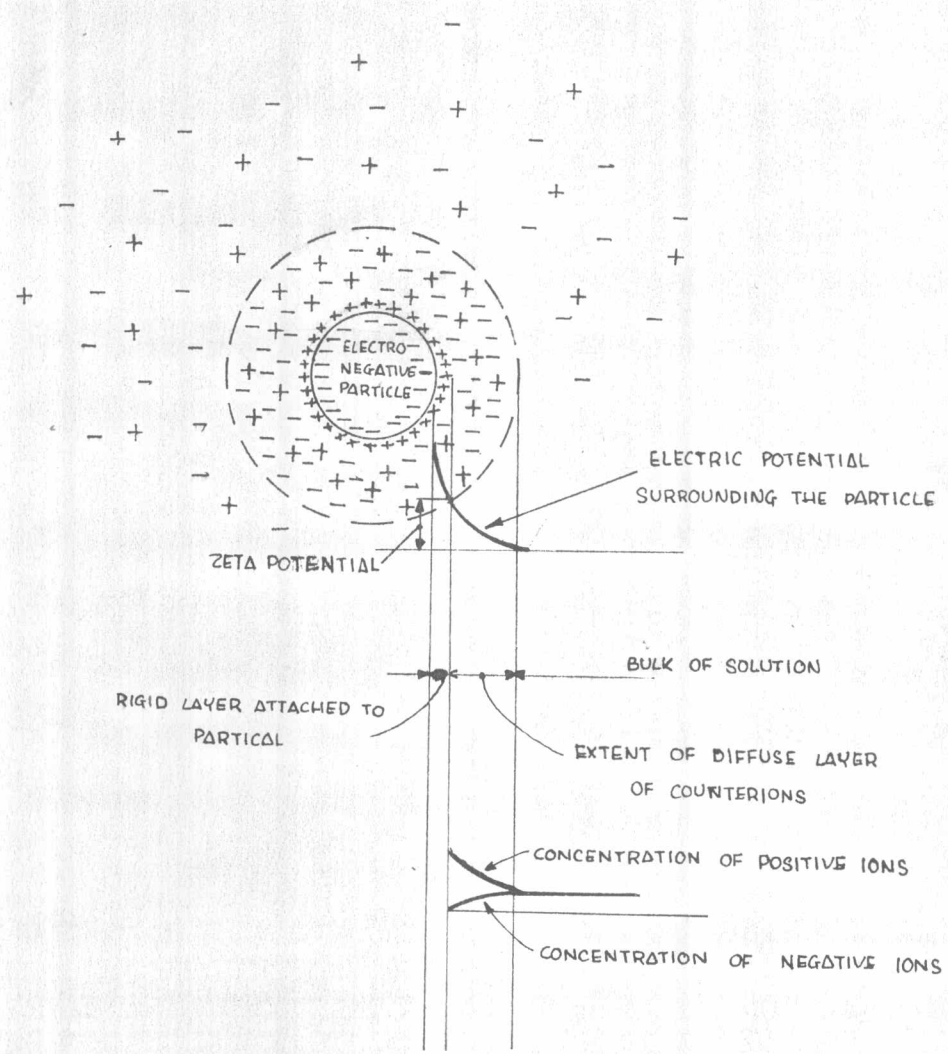 ELECTRO
NEGATIVE
PARTICLE
ELECTRIC POTENTIAL
SURROUNDING THE PARTICLE
ZETA POTENTIAL
BULK OF SOLUTION
RIGID LAYER ATTACHED TO
PARTICAL
EXTENT OF DIFFUSE LAYER
OF COUNTERIONS
CONCENTRATION OF POSITIVE IONS
CONCENTRATION OF NEGATIVE IONS